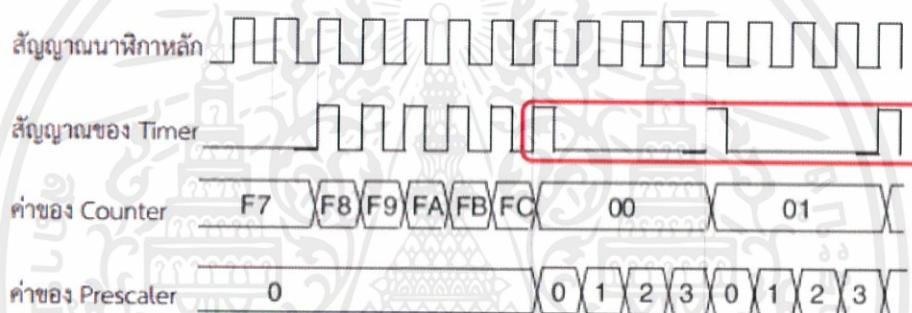 สัญญาณนาฬิกาหลัก
สัญญาณของ Timer
ค่าของ Counter F7 F8 F9 FA FB FC 00 01
ค่าของ Prescaler 0 0 1 2 3 0 1 2 3